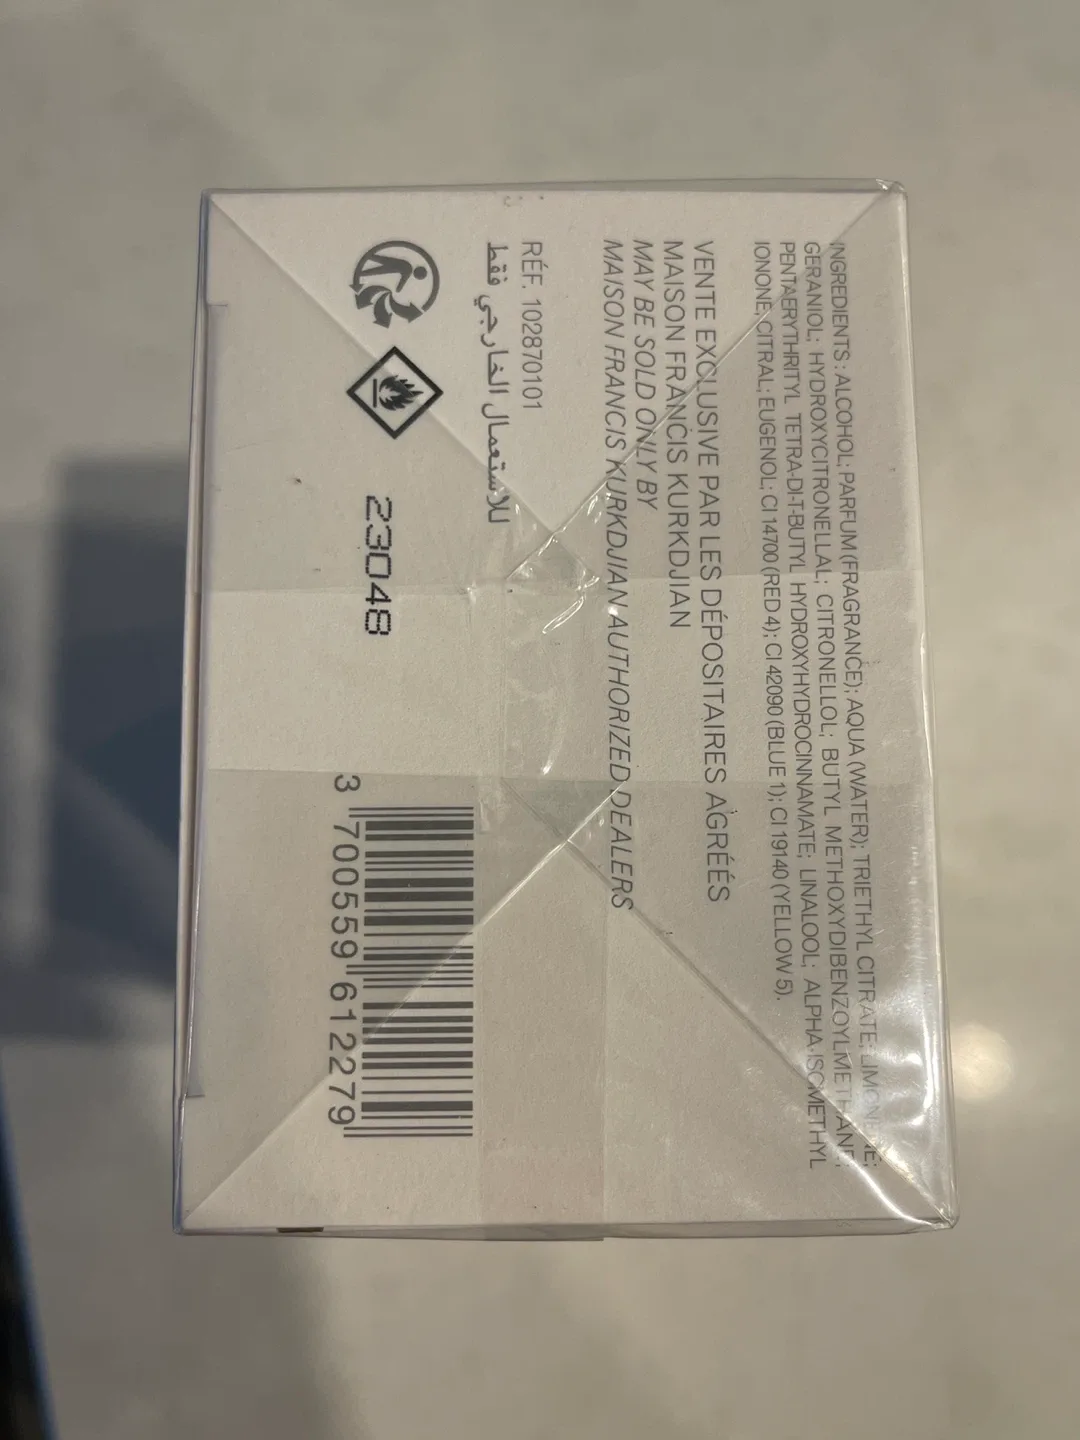 INGREDIENTS : ALCOHOL; PARFUM (FRAGRANCE); AQUA (WATER); TRIETHYL CITRATE; LIMONENE;
GERANIOL; HYDROXYCITRONELLAL; CITRONELLOL; BUTYL METHOXYDIBENZOYLMETHANE;
PENTAERYTHRITYL TETRA-DI-T-BUTYL HYDROXYHYDROCINNAMATE; LINALOOL; ALPHA-ISOMETHYL
IONONE; CITRAL; EUGENOL; CI 14700 (RED 4); CI 42090 (BLUE 1); CI 19140 (YELLOW 5).
VENTE EXCLUSIVE PAR LES DÉPOSITAIRES AGRÉÉS
MAISON FRANCIS KURKDJIAN
MAY BE SOLD ONLY BY
MAISON FRANCIS KURKDJIAN AUTHORIZED DEALERS
RÉF. 102870101
للاستعمال الخارجي فقط
23048
3 700559 612279